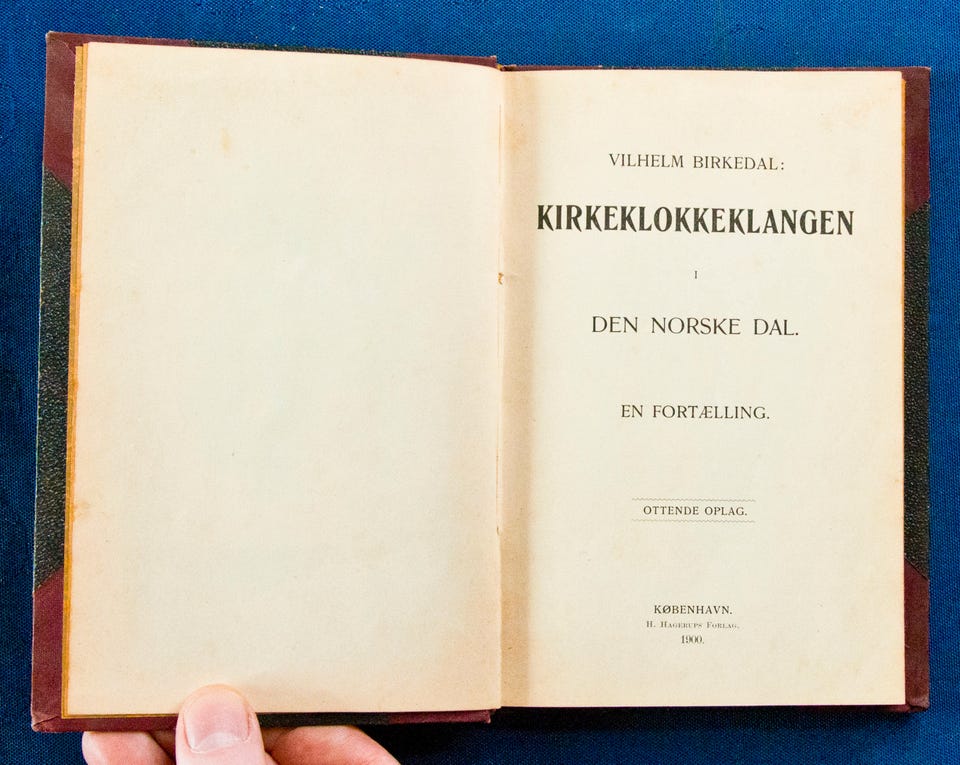 VILHELM BIRKEDAL:
KIRKEKLOKKEKLANGEN
I
DEN NORSKE DAL.
EN FORTÆLLING.
OTTENDE OPLAG.
KØBENHAVN.
H. HAGERUPS FORLAG.
1900.